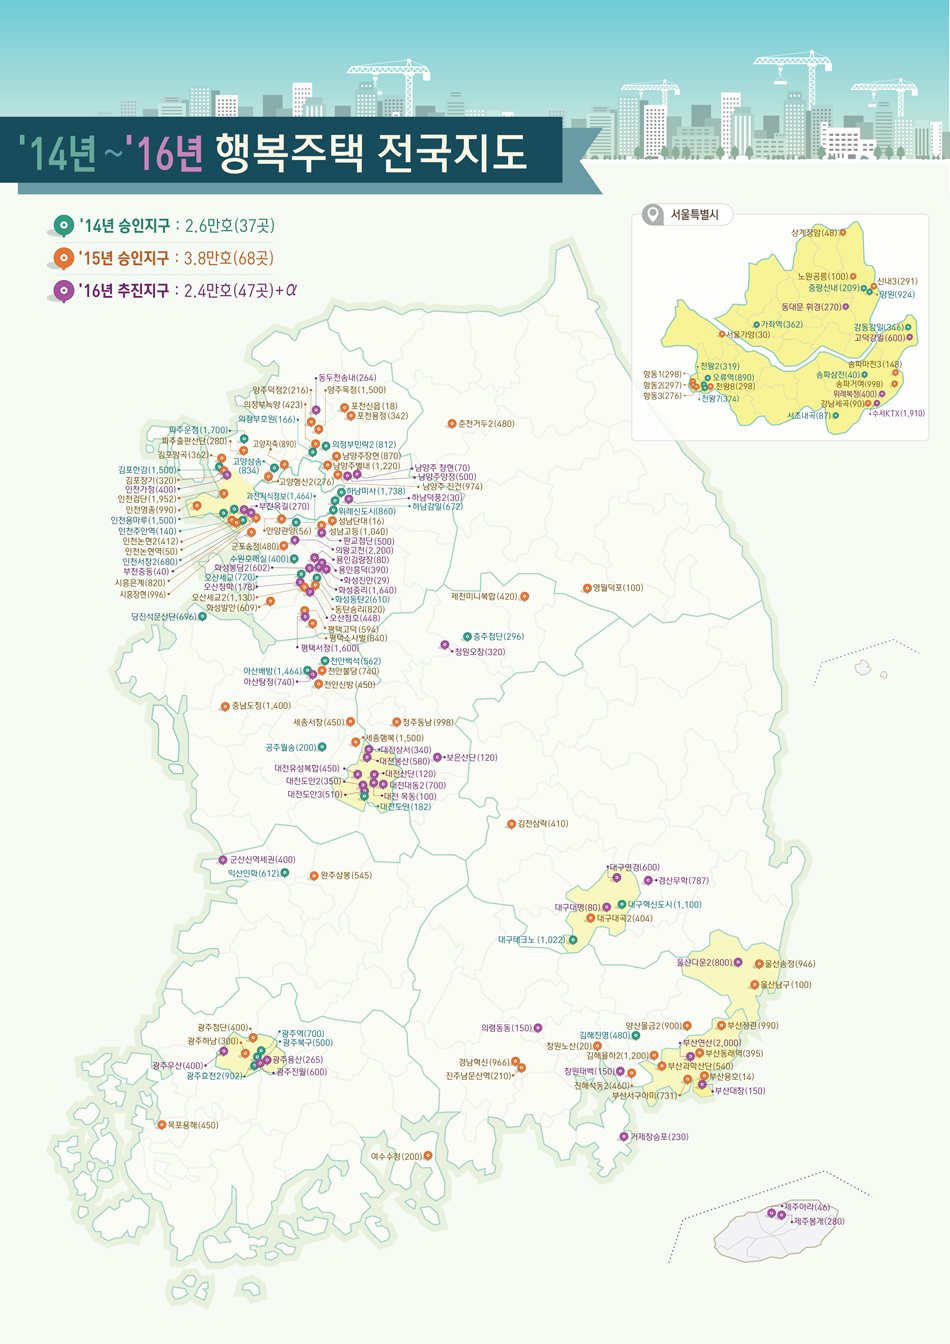 '14년 ~ '16년 행복주택 전국지도
'14년 승인지구 : 2.6만호(37곳)
'15년 승인지구 : 3.8만호(68곳)
'16년 추진지구 : 2.4만호(47곳)+α
서울특별시
상계장암(48)
노원공릉(100)
신내3(291)
중랑신내(209)
양원(924)
동대문 휘경(270)
가좌역(362)
강동강일(346)
서울가양(30)
고덕강일(600)
전왕2(319)
송파마천3(148)
항동1(298)
오류역(890)
송파삼전(40)
항동2(297)
천왕8(298)
송파거여(998)
항동3(276)
천왕7(374)
위례복정(400)
강남세곡(90)
서초내곡(87)
수서KTX(1,910)
동두천송내(264)
양주덕정2(216)
양주옥정(1,500)
의정부녹양 (423)
포천신읍 (18)
의정부호원(166)
포천용정(342)
춘천거두2(480)
파주운정(1,700)
파주출판산단(280)
고양지축(890)
의정부민락2 (812)
김포양곡(362)
고양삼송
(834)
남양주장현(870)
남양주별내 (1,220)
김포한강(1,500)
남양주 창현(70)
김포장기(320)
고양행신2(276)
남양주양정(500)
인천가정(400)
남양주 진건(974)
인천검단(1,952)
과천지식정보(1,464)
하남미사(1,738)
하남덕풍2(30)
인천영종(990)
부천옥길(270)
하남감일(672)
인천용마루(1,500)
위례신도시(860)
인천주안역(140)
안양관양(56)
성남단대 (16)
인천논현2(412)
성남고등(1,040)
인천논현역(50)
군포송정(480)
판교첨단(500)
인천서창2(680)
수원호매실(400)
의왕고천(2,200)
부천중동(40)
화성봉담2(602)
용인김량장(80)
시흥은계(820)
오산세교(720)
용인흥덕(390)
시흥장현(996)
오산청학(178)
화성진안(29)
오산세교2(1,130)
화성중리(1,640)
화성발안 (609)
화성동탄2(610)
당진석문산단(696)
동탄송리(820)
오산청호(448)
평택고덕(594)
평택소사벌(840)
평택서정(1,600)
영월덕포(100)
제천미니복합(420)
충주첨단(296)
청원오창(320)
천안백석(562)
아산배방(1,464)
천안불당(740)
아산탕정(740)
천안신방(450)
충남도청(1,400)
세종서창(450)
청주동남(998)
세종행복(1,500)
공주월송(200)
대전상서(340)
대전봉산(580)
보은산단(120)
대전유성복합(450)
대전산단(120)
대전도안2(350)
대전대동2(700)
대전도안3(510)
대전 목동(100)
대전도안(182)
김천삼락(410)
군산신역세권(400)
익산인화(612)
완주삼봉(545)
대구연경(600)
경산무학(787)
대구대명(80)
대구혁신도시(1,100)
대구대곡2(404)
대구테크노(1,022)
울산다운2(800)
울산송정(946)
울산남구(100)
광주첨단(400)
광주역(700)
광주하남(300)
광주북구(500)
광주우산(400)
광주용산(265)
광주효천2(902)
광주진월(600)
의령동동(150)
양산물금2(900)
부산정관(990)
김해진영(480)
창원노산(20)
부산연산(2,000)
김해율하2(1,200)
부산동래역(395)
경남혁신(966)
부산과학산단(540)
진주남문산역(210)
창원태백(150)
부산용호(14)
진해석동2(460)
부산서구아미(731)
부산대창(150)
목포용해(450)
거제장승포(230)
여수수정(200)
제주아라(46)
제주봉개(280)